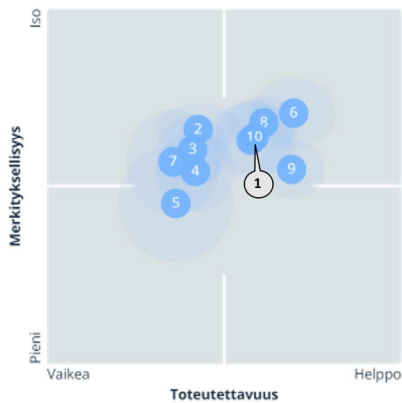 Iso
Merkityksellisyys
Pieni
6
8
2
10
3
7
4
9
1
5
Vaikea
Helppo
Toteutettavuus